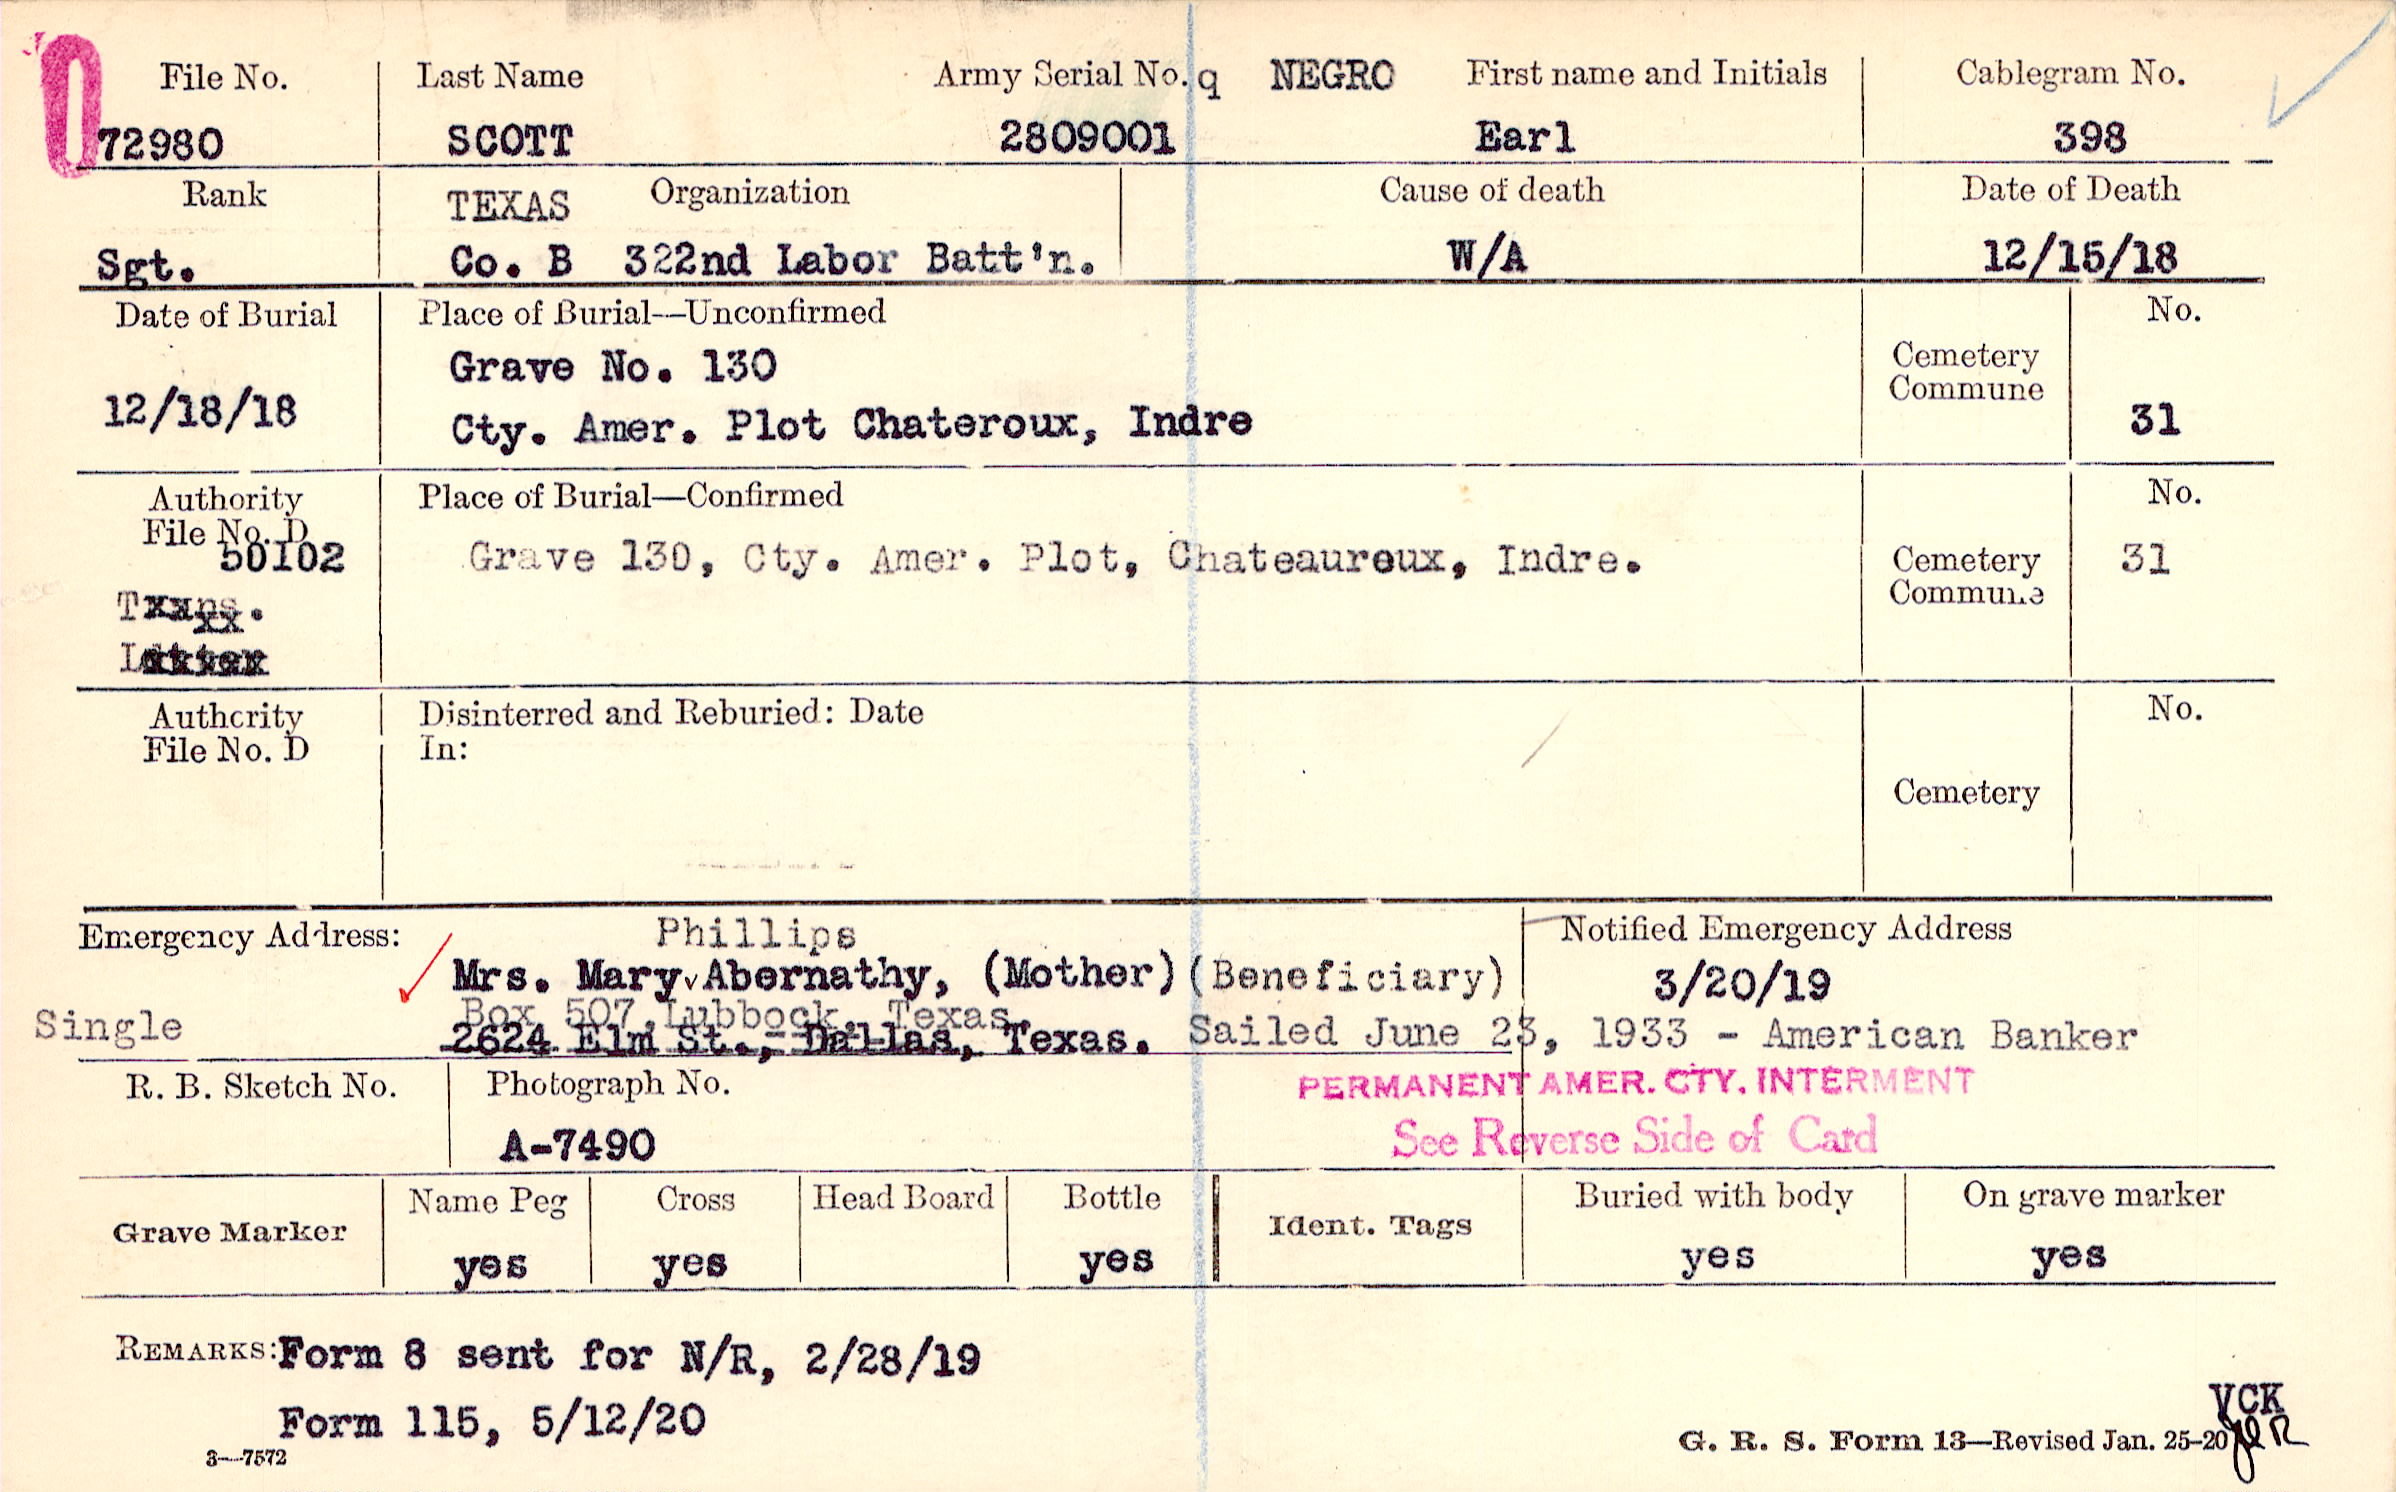 File No. Last Name Army Serial No. q NEGRO First name and Initials Cablegram No.
72980 SCOTT 2809001 Earl 398
Rank TEXAS Organization Cause of death Date of Death
Sgt. Co. B 322nd Labor Batt'n. W/A 12/15/18
Date of Burial Place of Burial—Unconfirmed No.
Grave No. 130 Cemetery
Commune
12/18/18 Cty. Amer. Plot Chateroux, Indre 31
Authority Place of Burial—Confirmed No.
File No. D
50102 Grave 130, Cty. Amer. Plot, Chateauroux, Indre. Cemetery 31
Commune
Trans.
Letter
Authority Disinterred and Reburied: Date No.
File No. D In:
Cemetery
Emergency Address: Phillips Notified Emergency Address
Mrs. Mary Abernathy, (Mother) (Beneficiary) 3/20/19
Box 507, Lubbock, Texas
Single 2624 Elm St., Dallas, Texas. Sailed June 23, 1933 - American Banker
R. B. Sketch No. Photograph No. PERMANENT AMER. CTY. INTERMENT
A-7490 See Reverse Side of Card
Name Peg Cross Head Board Bottle Buried with body On grave marker
Grave Marker Ident. Tags
yes yes yes yes yes
REMARKS: Form 8 sent for N/R, 2/28/19
Form 115, 5/12/20
VCK
G. R. S. Form 13—Revised Jan. 25-20
3—7572